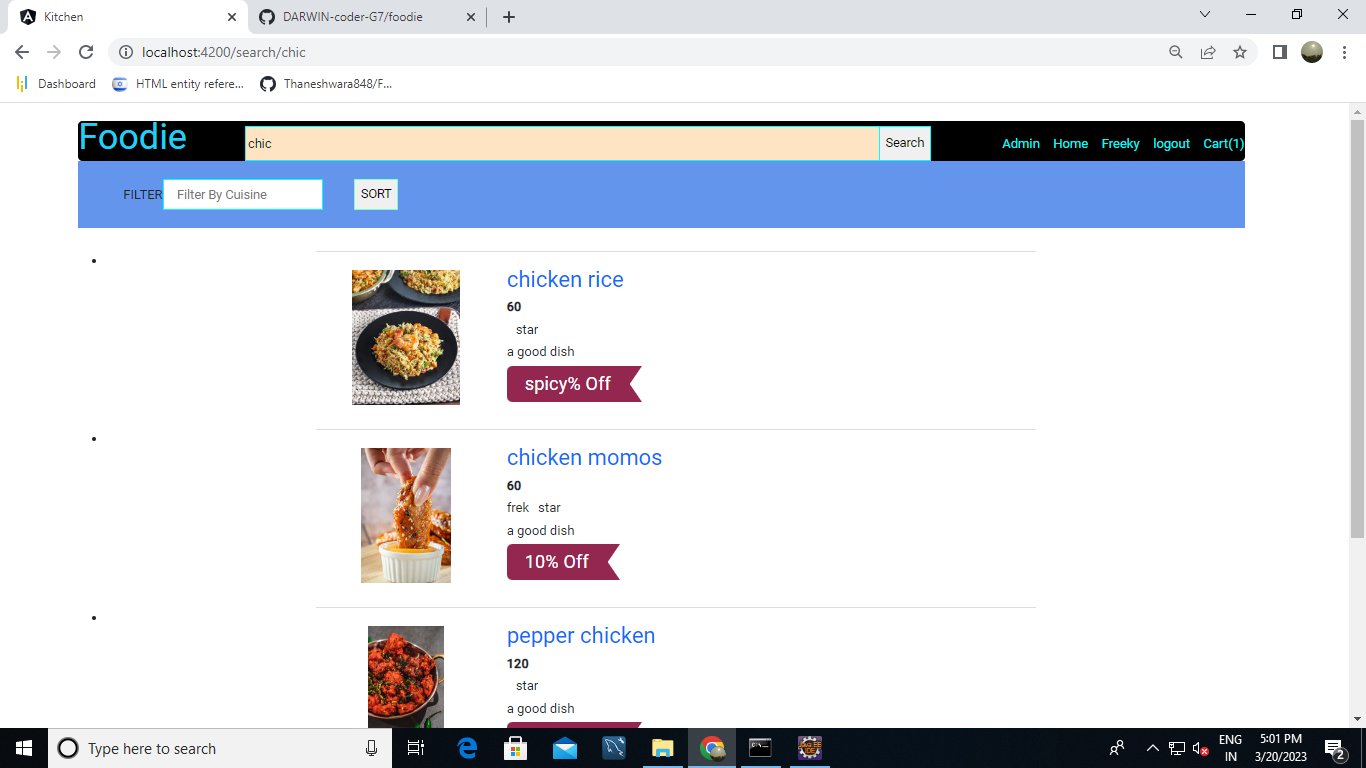 Kitchen
DARWIN-coder-G7/foodie
localhost:4200/search/chic
Dashboard
HTML entity refere...
Thaneshwara848/F...
Foodie
chic
Search
Admin Home Freeky logout Cart(1)
FILTER Filter By Cuisine SORT
chicken rice
60
star
a good dish
spicy% Off
chicken momos
60
frek star
a good dish
10% Off
pepper chicken
120
star
a good dish
Type here to search
ENG
IN
5:01 PM
3/20/2023
2